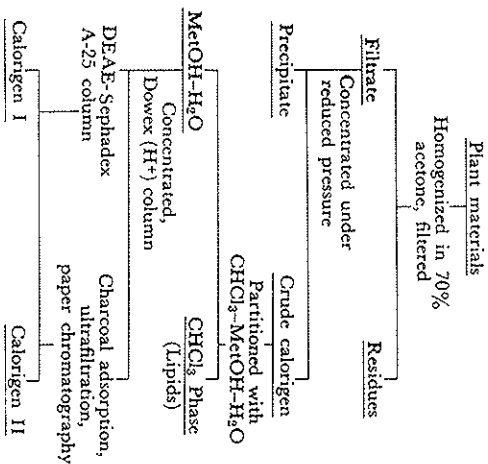 Plant materials
Homogenized in 70%
acetone, filtered
Filtrate
Residues
Concentrated under
reduced pressure
Precipitate
Crude calorigen
Partitioned with
CHCl₃–MetOH–H₂O
MetOH–H₂O
CHCl₃ Phase
(Lipids)
Concentrated,
Dowex (H⁺) column
DEAE-Sephadex
A-25 column
Charcoal adsorption,
ultrafiltration,
paper chromatography
Calorigen I
Calorigen II